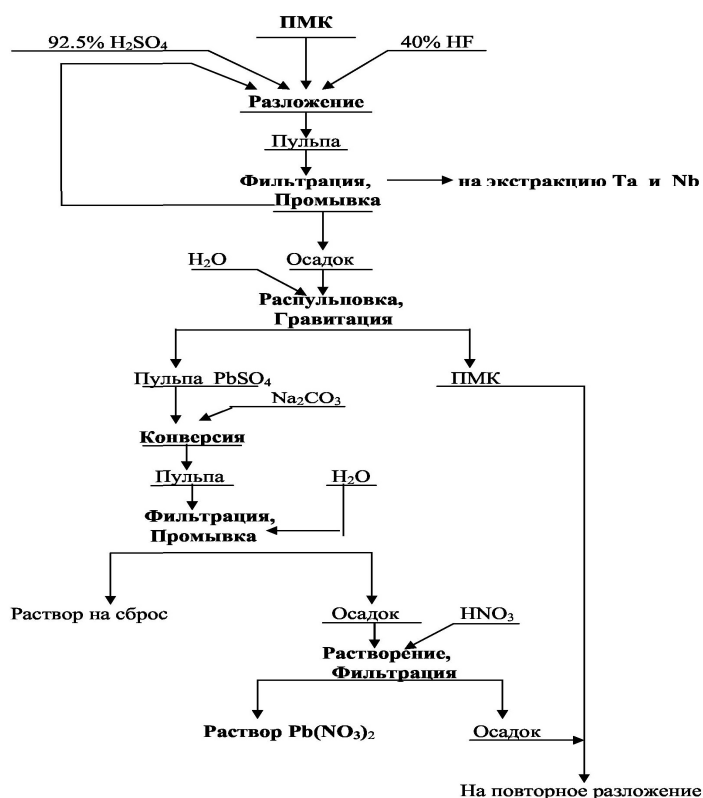 ПМК
92.5% H₂SO₄
40% HF
Разложение
Пульпа
Фильтрация,
Промывка
на экстракцию Ta и Nb
H₂O
Осадок
Распульповка,
Гравитация
Пульпа PbSO₄
ПМК
Na₂CO₃
Конверсия
Пульпа
H₂O
Фильтрация,
Промывка
Раствор на сброс
Осадок
HNO₃
Растворение,
Фильтрация
Раствор Pb(NO₃)₂
Осадок
На повторное разложение